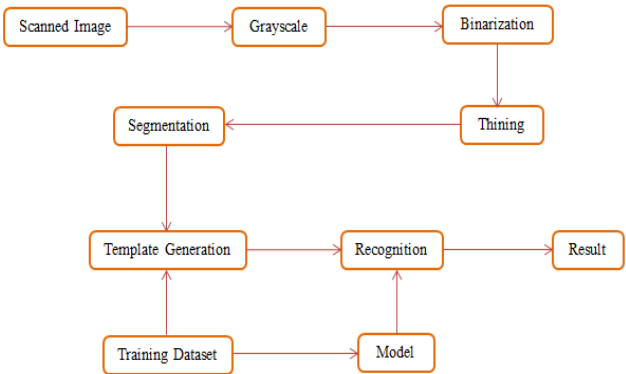 Scanned Image
Grayscale
Binarization
Segmentation
Thining
Template Generation
Recognition
Result
Training Dataset
Model